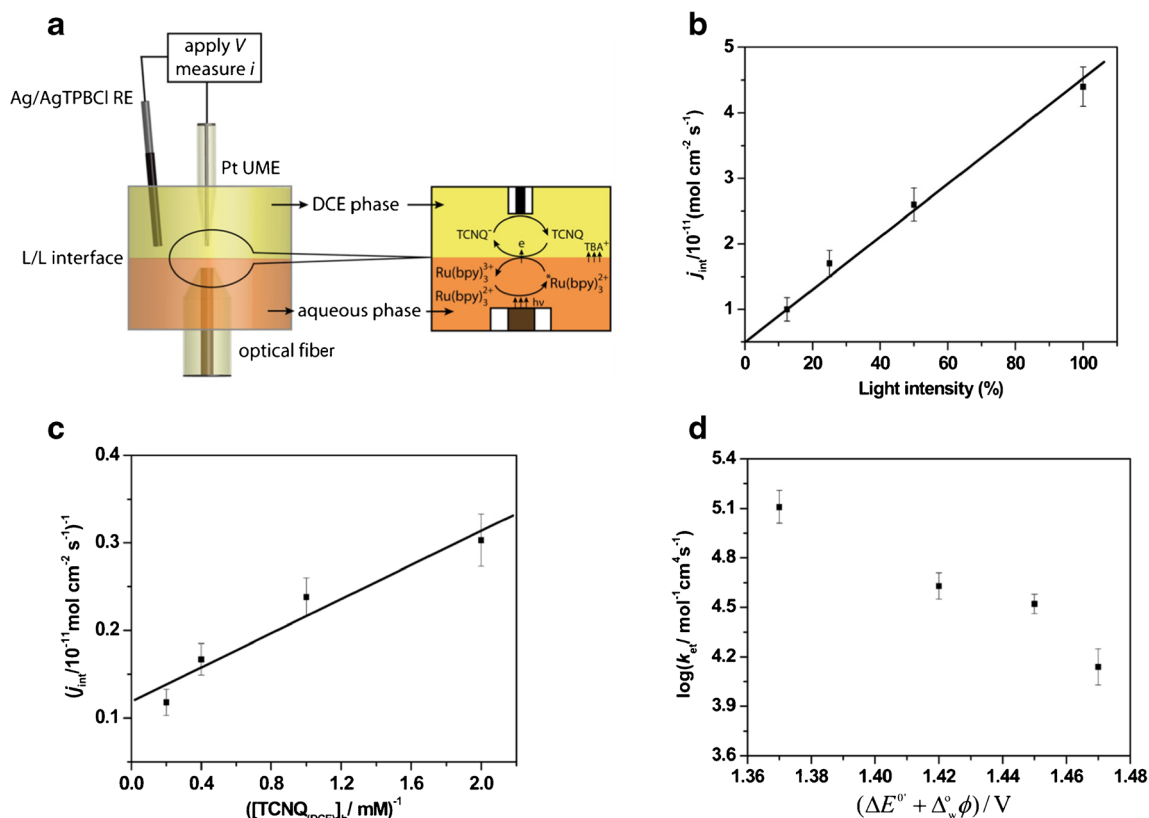 a
apply V
measure i
Ag/AgTPBCl RE
Pt UME
DCE phase
L/L interface
aqueous phase
optical fiber
TCNQ⁻
TCNQ
e
TBA⁺
Ru(bpy)₃³⁺
*Ru(bpy)₃²⁺
Ru(bpy)₃²⁺
hν
b
j_int/10⁻¹¹(mol cm⁻² s⁻¹)
5
4
3
2
1
0 20 40 60 80 100
Light intensity (%)
c
(j_int/10⁻¹¹mol cm⁻² s⁻¹)⁻¹
0.4
0.3
0.2
0.1
0.0 0.4 0.8 1.2 1.6 2.0
([TCNQ(DCE)]b/ mM)⁻¹
d
log(k_et/ mol⁻¹cm⁴s⁻¹)
5.4
5.1
4.8
4.5
4.2
3.9
3.6
1.36 1.38 1.40 1.42 1.44 1.46 1.48
(ΔE⁰' + Δ_w^o ϕ) / V